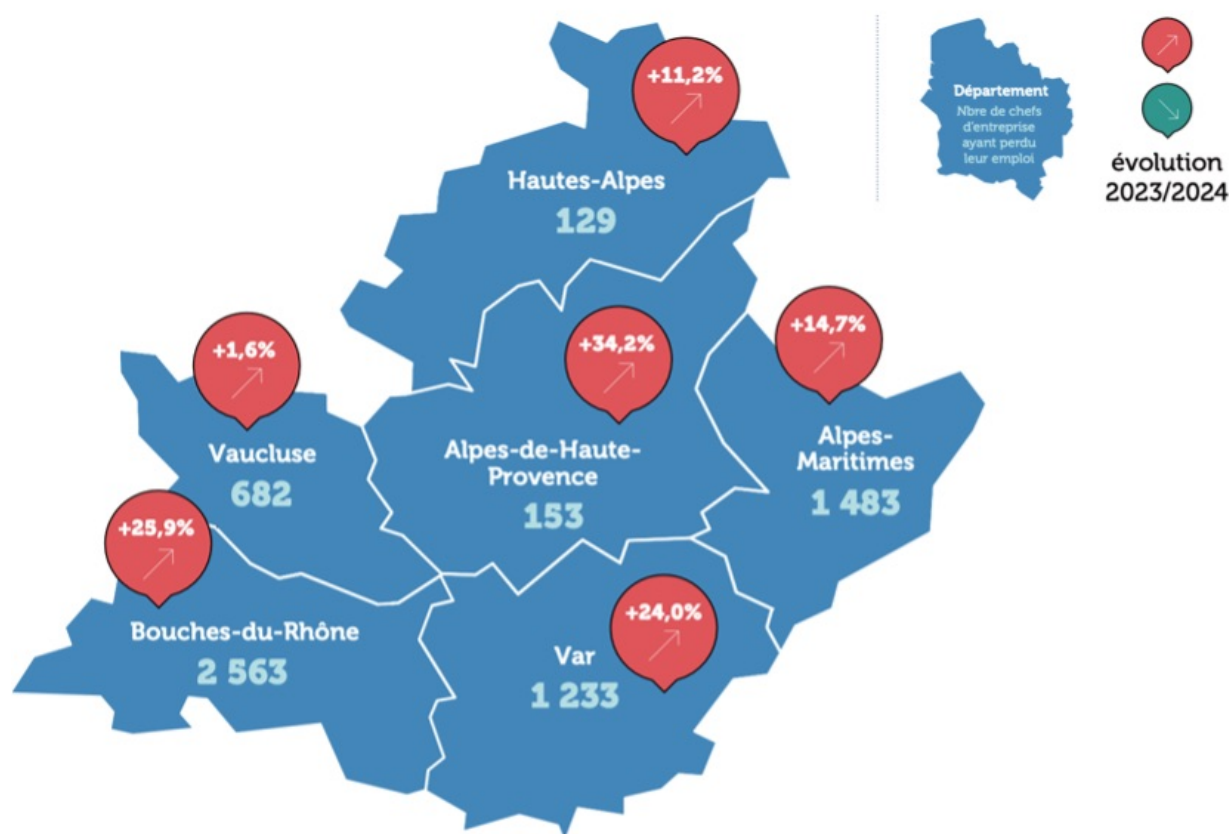 +11,2%
Hautes-Alpes
129
Département
Nbre de chefs
d'entreprise
ayant perdu
leur emploi
évolution
2023/2024
+1,6%
Vaucluse
682
+34,2%
Alpes-de-Haute-
Provence
153
+14,7%
Alpes-
Maritimes
1 483
+25,9%
Bouches-du-Rhône
2 563
+24,0%
Var
1 233